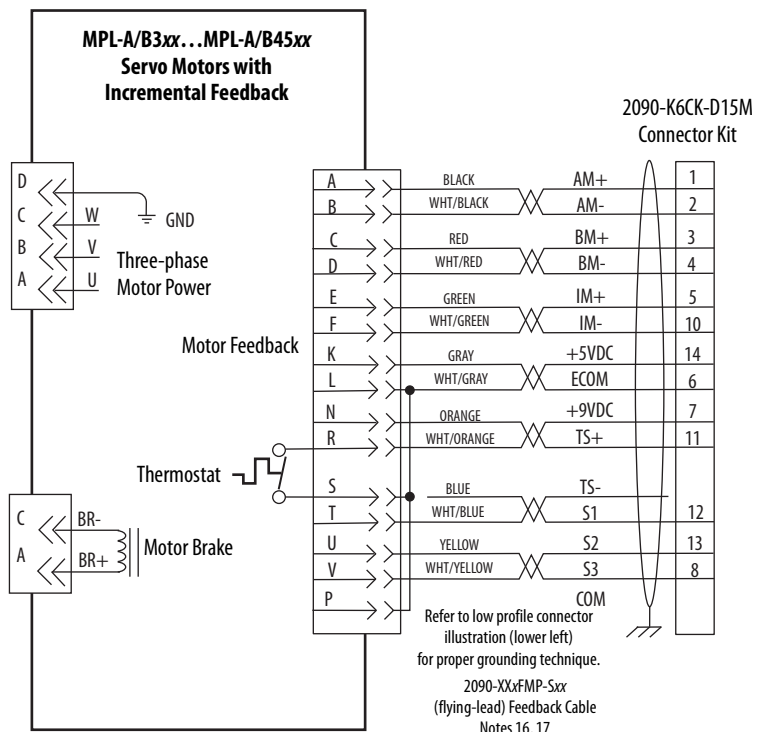 MPL-A/B3xx…MPL-A/B45xx
Servo Motors with
Incremental Feedback
2090-K6CK-D15M
Connector Kit
D
C
W
B
V
A
U
GND
Three-phase
Motor Power
Motor Feedback
Thermostat
C
BR-
A
BR+
Motor Brake
A BLACK AM+ 1
B WHT/BLACK AM- 2
C RED BM+ 3
D WHT/RED BM- 4
E GREEN IM+ 5
F WHT/GREEN IM- 10
K GRAY +5VDC 14
L WHT/GRAY ECOM 6
N ORANGE +9VDC 7
R WHT/ORANGE TS+ 11
S BLUE TS-
T WHT/BLUE S1 12
U YELLOW S2 13
V WHT/YELLOW S3 8
P COM
Refer to low profile connector
illustration (lower left)
for proper grounding technique.
2090-XXxFMP-Sxx
(flying-lead) Feedback Cable
Notes 16, 17